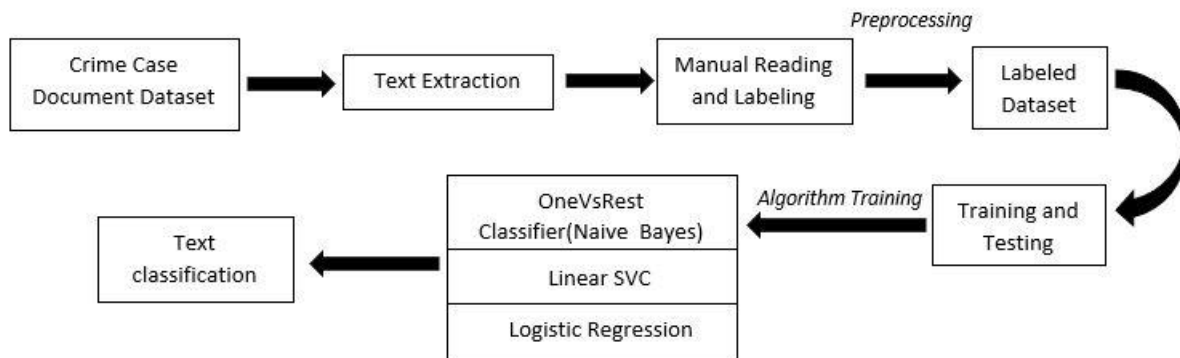 Preprocessing
Crime Case
Document Dataset
Text Extraction
Manual Reading
and Labeling
Labeled
Dataset
Training and
Testing
Algorithm Training
OneVsRest
Classifier(Naive Bayes)
Linear SVC
Logistic Regression
Text
classification